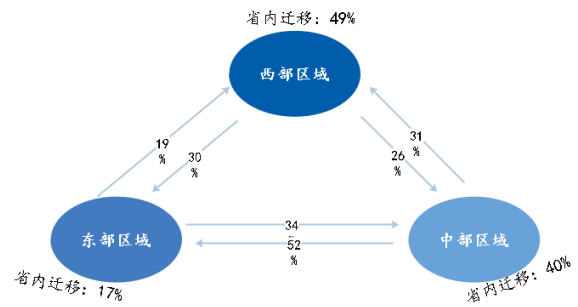 省内迁移：49%
西部区域
19
%
30
%
26
%
31
%
东部区域
34
52
%
中部区域
省内迁移：17%
省内迁移：40%